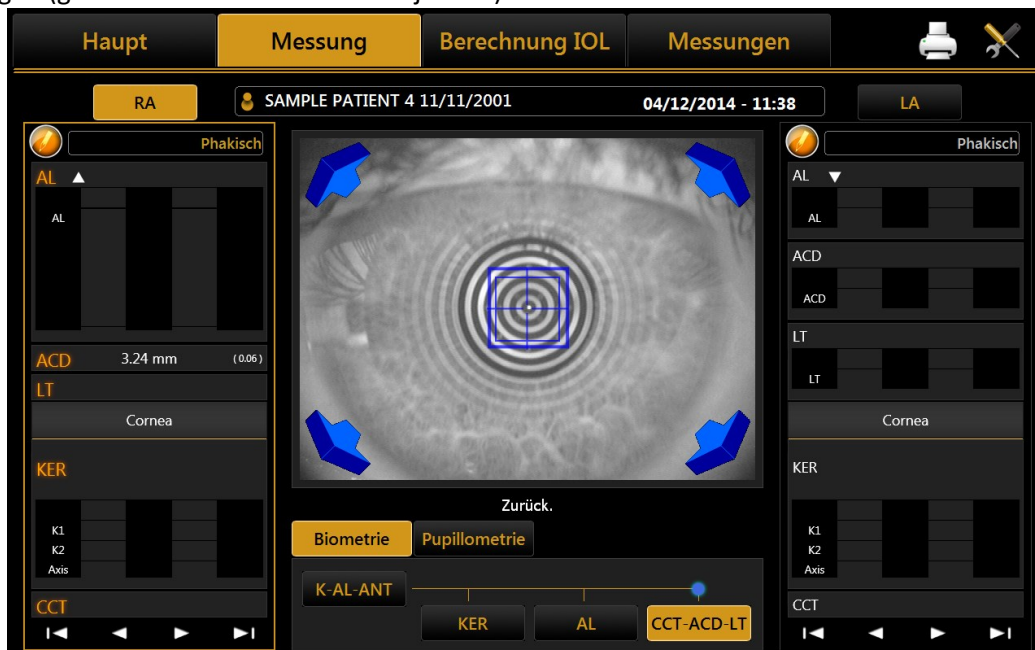 Haupt Messung Berechnung IOL Messungen
RA SAMPLE PATIENT 4 11/11/2001 04/12/2014 - 11:38 LA
Phakisch
AL
AL
ACD 3.24 mm (0.06)
LT
Cornea
KER
K1
K2
Axis
CCT
Zurück.
Biometrie Pupillometrie
K-AL-ANT
KER AL CCT-ACD-LT
Phakisch
AL
AL
ACD
ACD
LT
LT
Cornea
KER
K1
K2
Axis
CCT